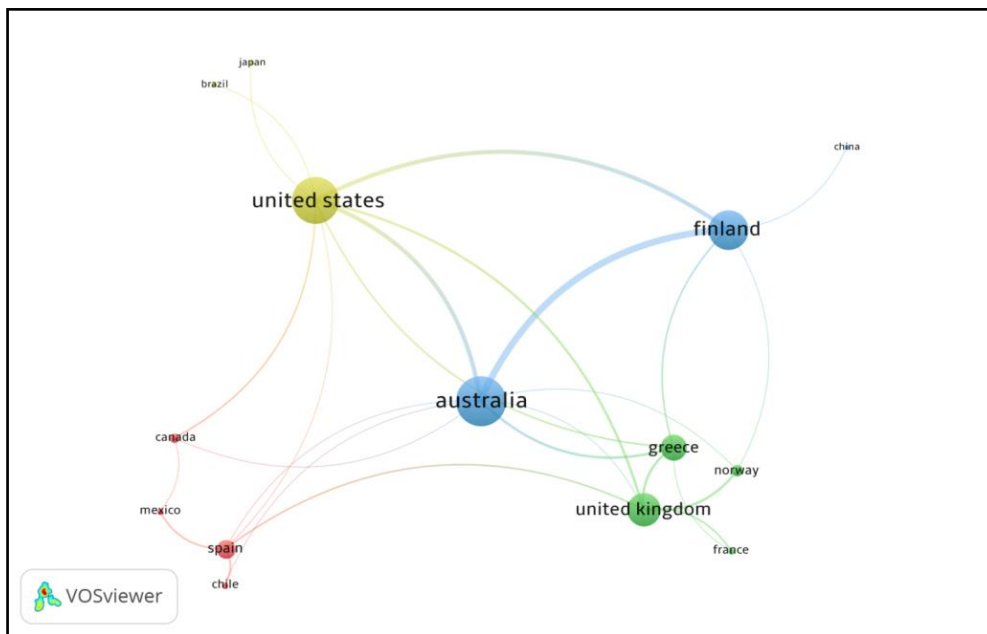 japan
brazil
china
united states
finland
australia
canada
greece
norway
mexico
united kingdom
spain
france
chile
VOSviewer